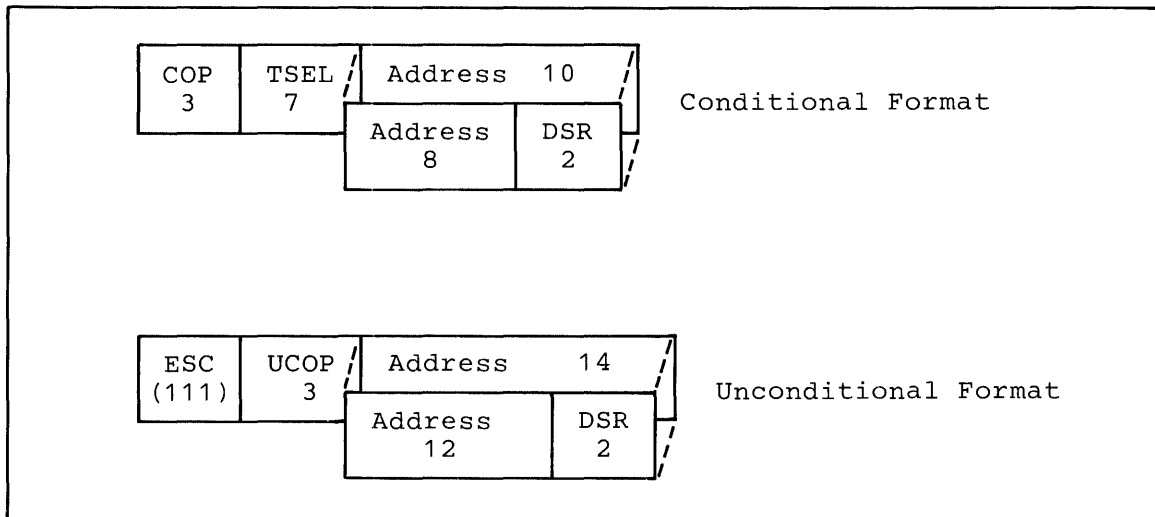 COP TSEL Address 10
3 7
Address DSR
8 2
Conditional Format
ESC UCOP Address 14
(111) 3
Address DSR
12 2
Unconditional Format